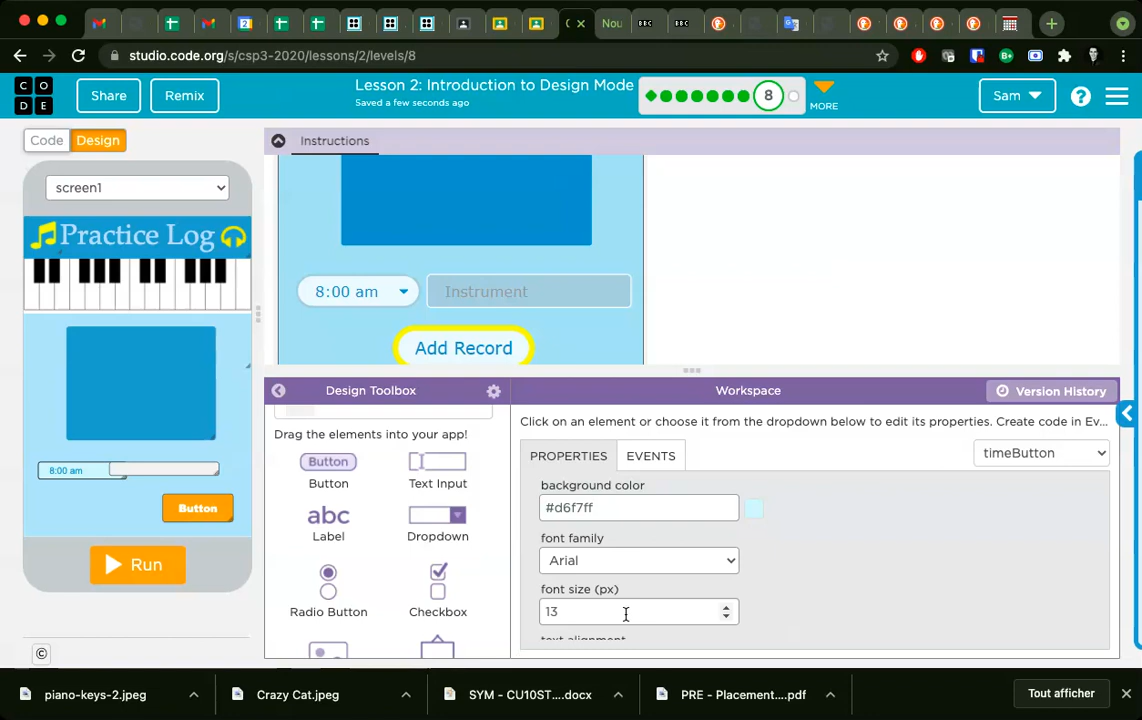 Nou
BBC
BBC
studio.code.org/s/csp3-2020/lessons/2/levels/8
C O
D E
Share
Remix
Lesson 2: Introduction to Design Mode
Saved a few seconds ago
8
MORE
Sam
Code
Design
Instructions
screen1
Practice Log
8:00 am
Instrument
Add Record
8:00 am
Button
Run
Design Toolbox
Workspace
Version History
Drag the elements into your app!
Click on an element or choose it from the dropdown below to edit its properties. Create code in Ev...
PROPERTIES
EVENTS
timeButton
Button
Button
Text Input
abc
Label
Dropdown
Radio Button
Checkbox
background color
#d6f7ff
font family
Arial
font size (px)
13
text alignment
piano-keys-2.jpeg
Crazy Cat.jpeg
SYM - CU10ST....docx
PRE - Placement....pdf
Tout afficher